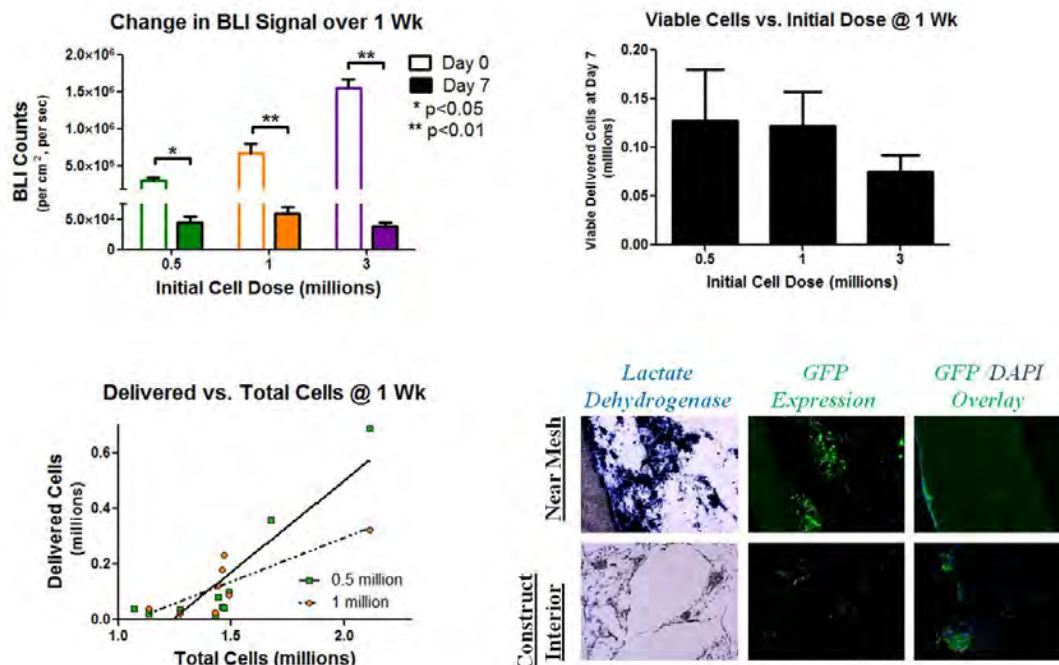 Change in BLI Signal over 1 Wk
BLI Counts
(per cm², per sec)
2.0×10⁶
1.5×10⁶
1.0×10⁶
5.0×10⁵
5.0×10⁴
0
*
**
**
Day 0
Day 7
* p<0.05
** p<0.01
0.5
1
3
Initial Cell Dose (millions)
Viable Cells vs. Initial Dose @ 1 Wk
Viable Delivered Cells at Day 7
(millions)
0.20
0.15
0.10
0.05
0.00
0.5
1
3
Initial Cell Dose (millions)
Delivered vs. Total Cells @ 1 Wk
Delivered Cells
(millions)
0.6
0.4
0.2
0.0
0.5 million
1 million
1.0
1.5
2.0
Total Cells (millions)
Lactate
Dehydrogenase
GFP
Expression
GFP /DAPI
Overlay
Near Mesh
Construct
Interior